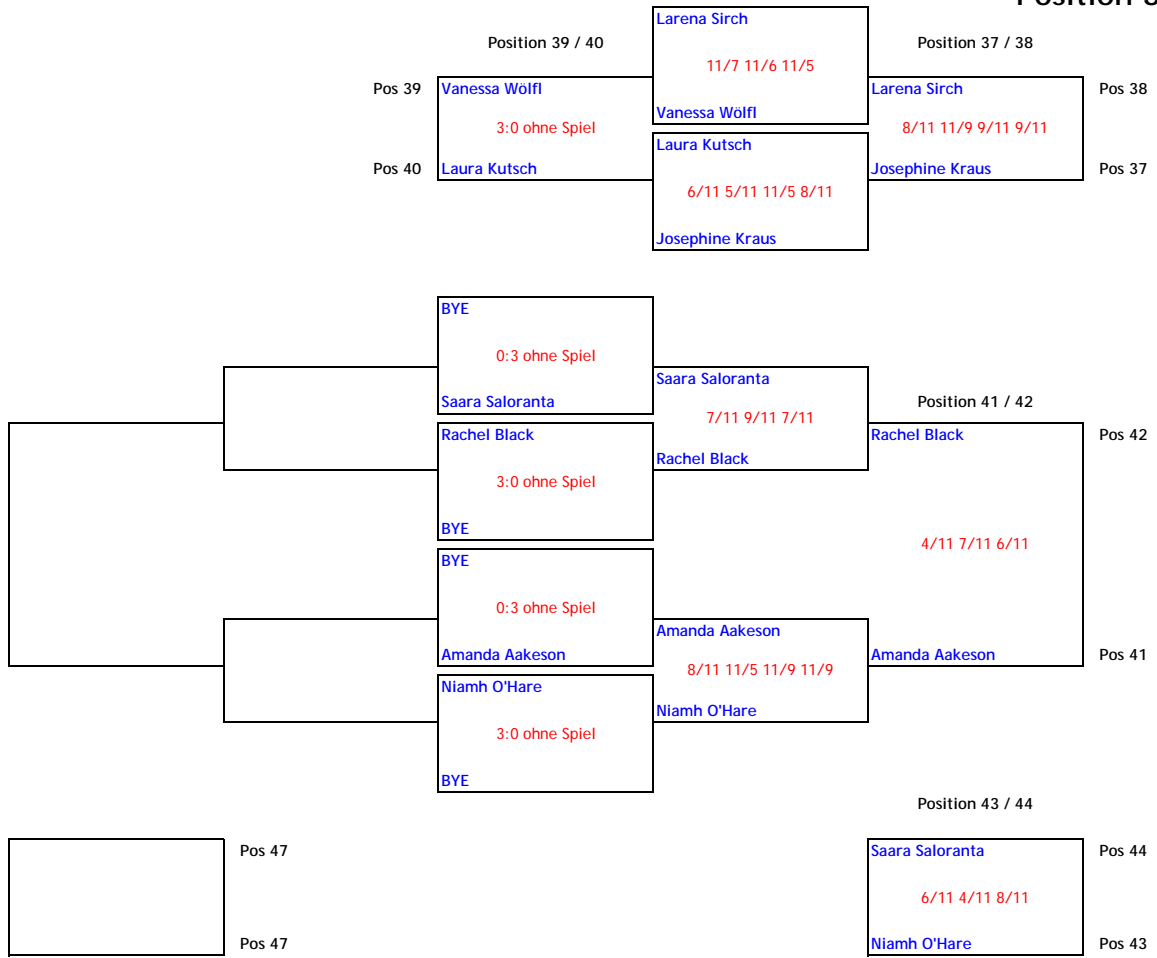 Position 3
Larena Sirch
Position 39 / 40
Position 37 / 38
11/7 11/6 11/5
Pos 39
Vanessa Wölfl
Larena Sirch
Pos 38
Vanessa Wölfl
3:0 ohne Spiel
8/11 11/9 9/11 9/11
Laura Kutsch
Pos 40
Laura Kutsch
Josephine Kraus
Pos 37
6/11 5/11 11/5 8/11
Josephine Kraus
BYE
0:3 ohne Spiel
Saara Saloranta
Saara Saloranta
Position 41 / 42
7/11 9/11 7/11
Rachel Black
Rachel Black
Pos 42
Rachel Black
3:0 ohne Spiel
BYE
4/11 7/11 6/11
BYE
0:3 ohne Spiel
Amanda Aakeson
Amanda Aakeson
Amanda Aakeson
Pos 41
8/11 11/5 11/9 11/9
Niamh O'Hare
Niamh O'Hare
3:0 ohne Spiel
BYE
Position 43 / 44
Pos 47
Saara Saloranta
Pos 44
6/11 4/11 8/11
Pos 47
Niamh O'Hare
Pos 43